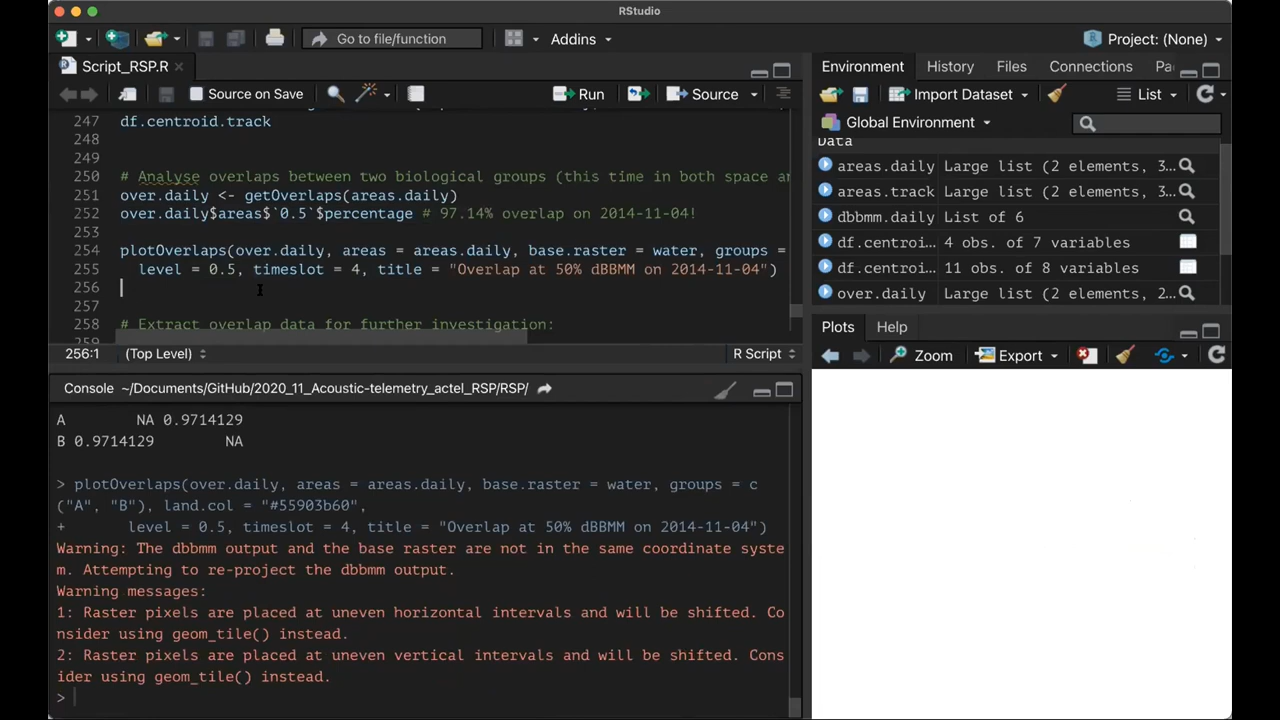 RStudio
Go to file/function
Addins
Project: (None)
Script_RSP.R
Source on Save
Run
Source
247 df.centroid.track
248
249
250 # Analyse overlaps between two biological groups (this time in both space an
251 over.daily <- getOverlaps(areas.daily)
252 over.daily$areas$`0.5`$percentage # 97.14% overlap on 2014-11-04!
253
254 plotOverlaps(over.daily, areas = areas.daily, base.raster = water, groups =
255 level = 0.5, timeslot = 4, title = "Overlap at 50% dBBMM on 2014-11-04")
256
257
258 # Extract overlap data for further investigation:
259
256:1 (Top Level) R Script
Console ~/Documents/GitHub/2020_11_Acoustic-telemetry_actel_RSP/RSP/
A NA 0.9714129
B 0.9714129 NA
> plotOverlaps(over.daily, areas = areas.daily, base.raster = water, groups = c
("A", "B"), land.col = "#55903b60",
+ level = 0.5, timeslot = 4, title = "Overlap at 50% dBBMM on 2014-11-04")
Warning: The dbbmm output and the base raster are not in the same coordinate syste
m. Attempting to re-project the dbbmm output.
Warning messages:
1: Raster pixels are placed at uneven horizontal intervals and will be shifted. Co
nsider using geom_tile() instead.
2: Raster pixels are placed at uneven vertical intervals and will be shifted. Cons
ider using geom_tile() instead.
>
Environment History Files Connections Pa
Import Dataset List
Global Environment
Data
areas.daily Large list (2 elements, 3...
areas.track Large list (2 elements, 3...
dbbmm.daily List of 6
df.centroi... 4 obs. of 7 variables
df.centroi... 11 obs. of 8 variables
over.daily Large list (2 elements, 2...
Plots Help
Zoom Export